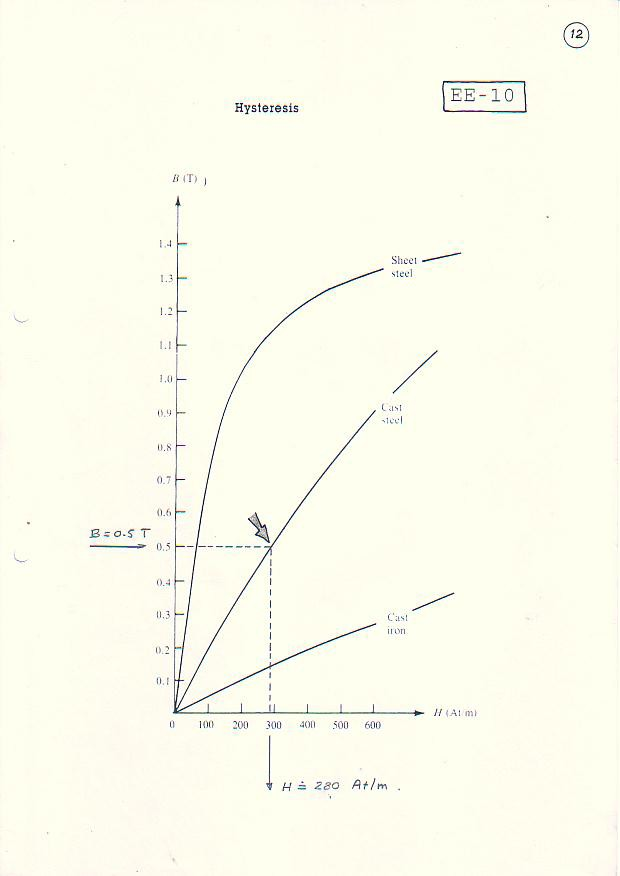 12
EE-10
Hysteresis
B (T) )
1.4
1.3
Sheet
steel
1.2
1.1
1.0
0.9
Cast
steel
0.8
0.7
0.6
B = 0.5 T
0.5
0.4
0.3
Cast
iron
0.2
0.1
H (At/m)
0 100 200 300 400 500 600
H ≐ 280 At/m .